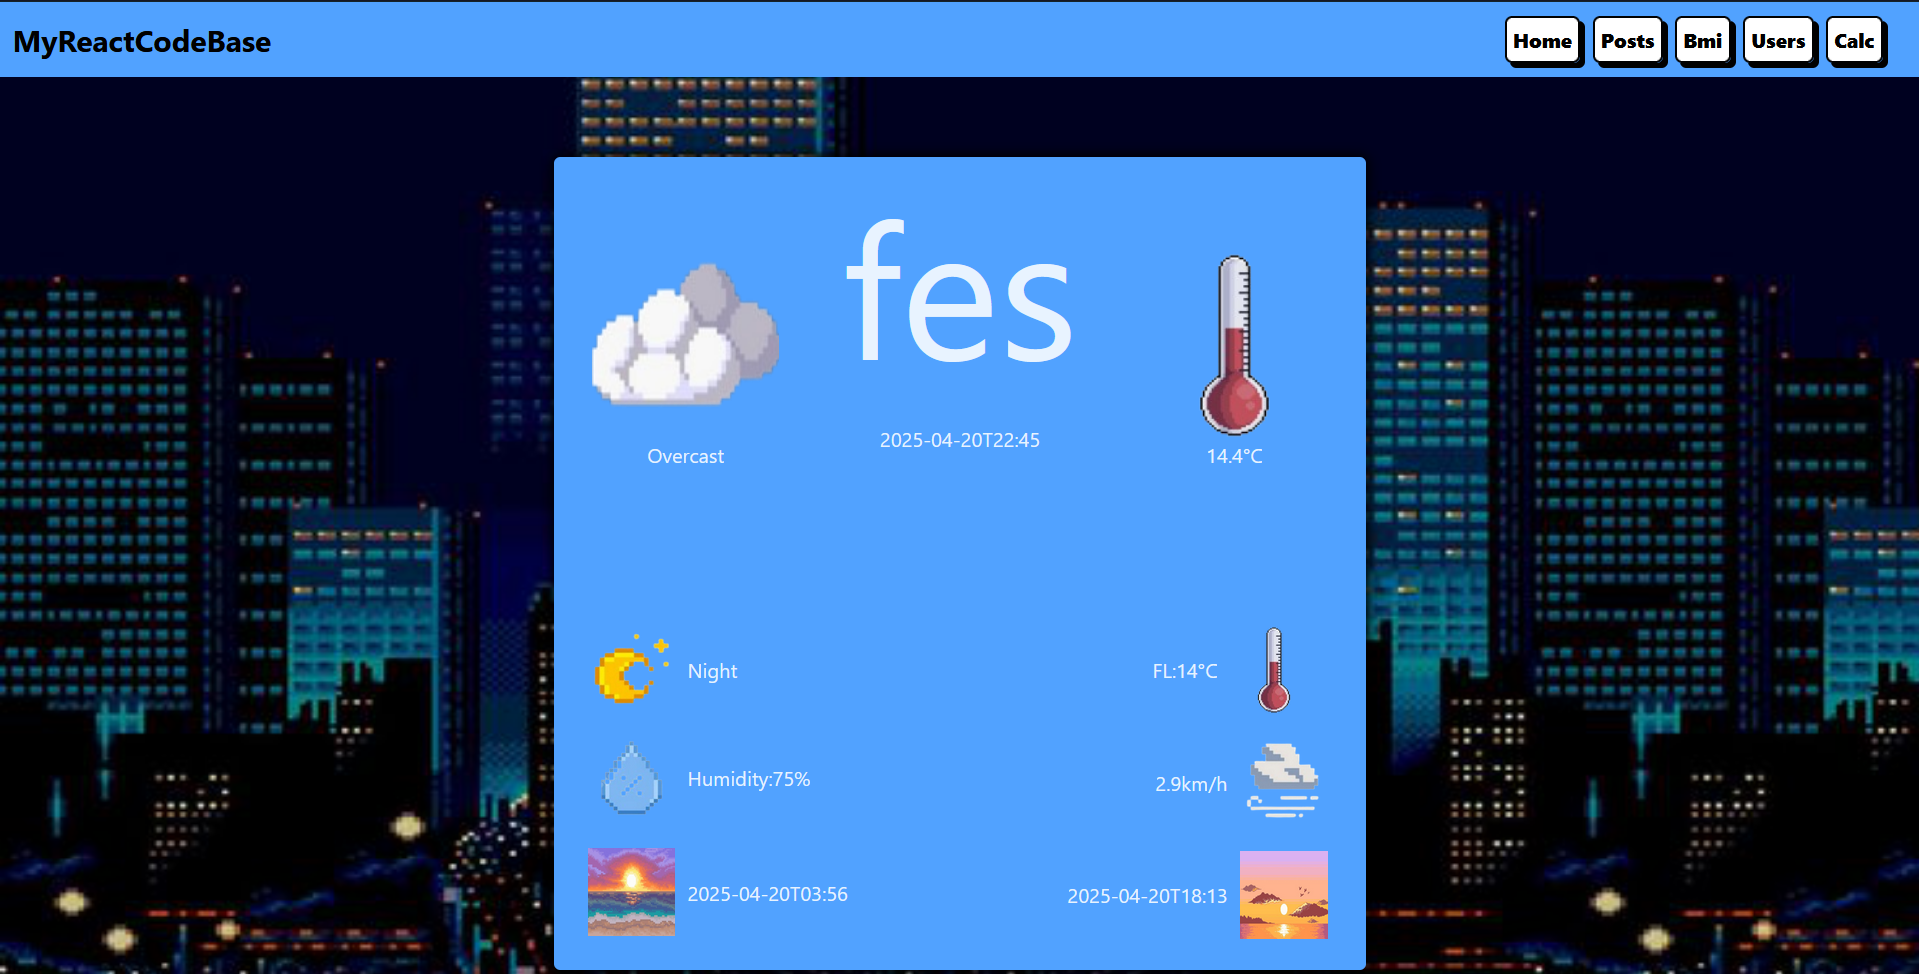 MyReactCodeBase
Home Posts Bmi Users Calc
fes
2025-04-20T22:45
Overcast
14.4°C
Night
FL:14°C
Humidity:75%
2.9km/h
2025-04-20T03:56
2025-04-20T18:13